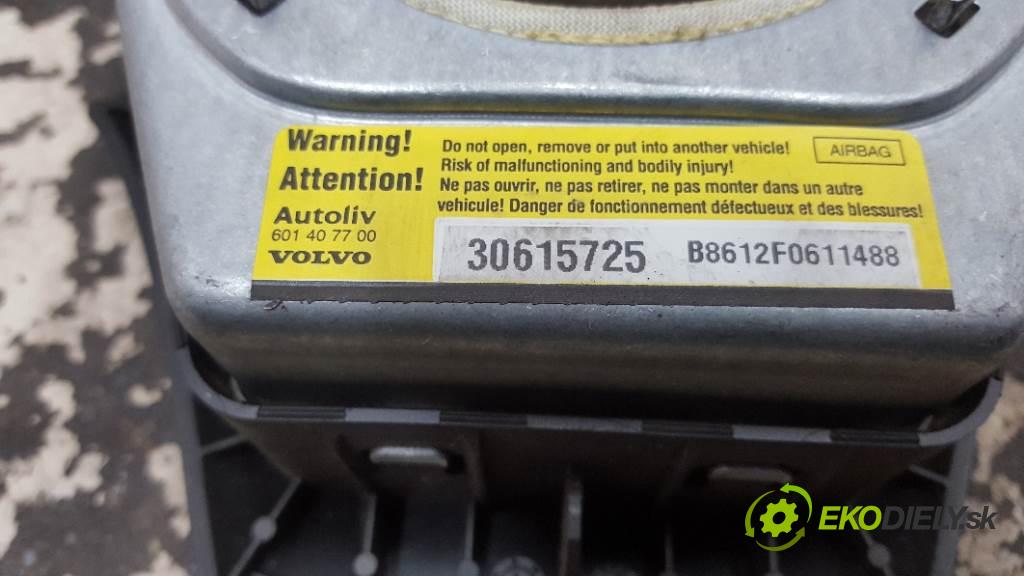 Warning!
Attention!
Do not open, remove or put into another vehicle!
Risk of malfunctioning and bodily injury!
Ne pas ouvrir, ne pas retirer, ne pas monter dans un autre
vehicule! Danger de fonctionnement défectueux et des blessures!
AIRBAG
Autoliv
601 40 77 00
VOLVO
30615725
B8612F0611488
EKODIELY.sk